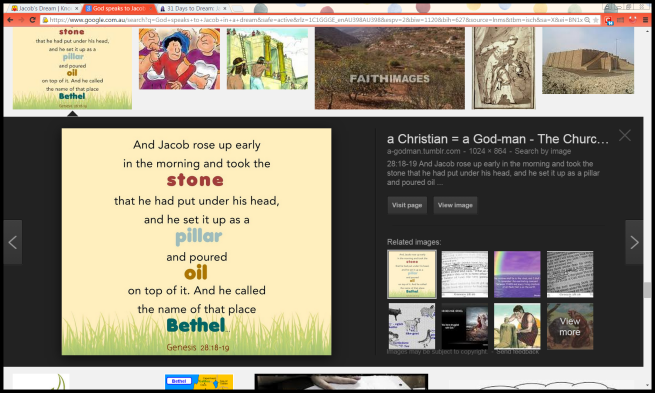 Jacob's Dream | Kno
God speaks to Jacob
31 Days to Dream
https://www.google.com.au/search?q=God+speaks+to+Jacob+in+a+dream&safe=active&rlz=1C1GGGE_enAU398AU398&espv=2&biw=1120&bih=627&source=lnms&tbm=isch&sa=X&ei=
stone
that he had put under his head,
and he set it up as a
pillar
and poured
oil
on top of it. And he called
the name of that place
Bethel
Genesis 28:18-19
FAITHIMAGES
And Jacob rose up early
in the morning and took the
stone
that he had put under his head,
and he set it up as a
pillar
and poured
oil
on top of it. And he called
the name of that place
Bethel...
Genesis 28:18-19
a Christian = a God-man - The Churc...
a-godman.tumblr.com - 1024 × 864 - Search by image
28:18-19 And Jacob rose up early in the morning and took the
stone that he had put under his head, and he set it up as a pillar
and poured oil ...
Visit page
View image
Related images:
View
more
Images may be subject to copyright. - Send feedback
Bethel